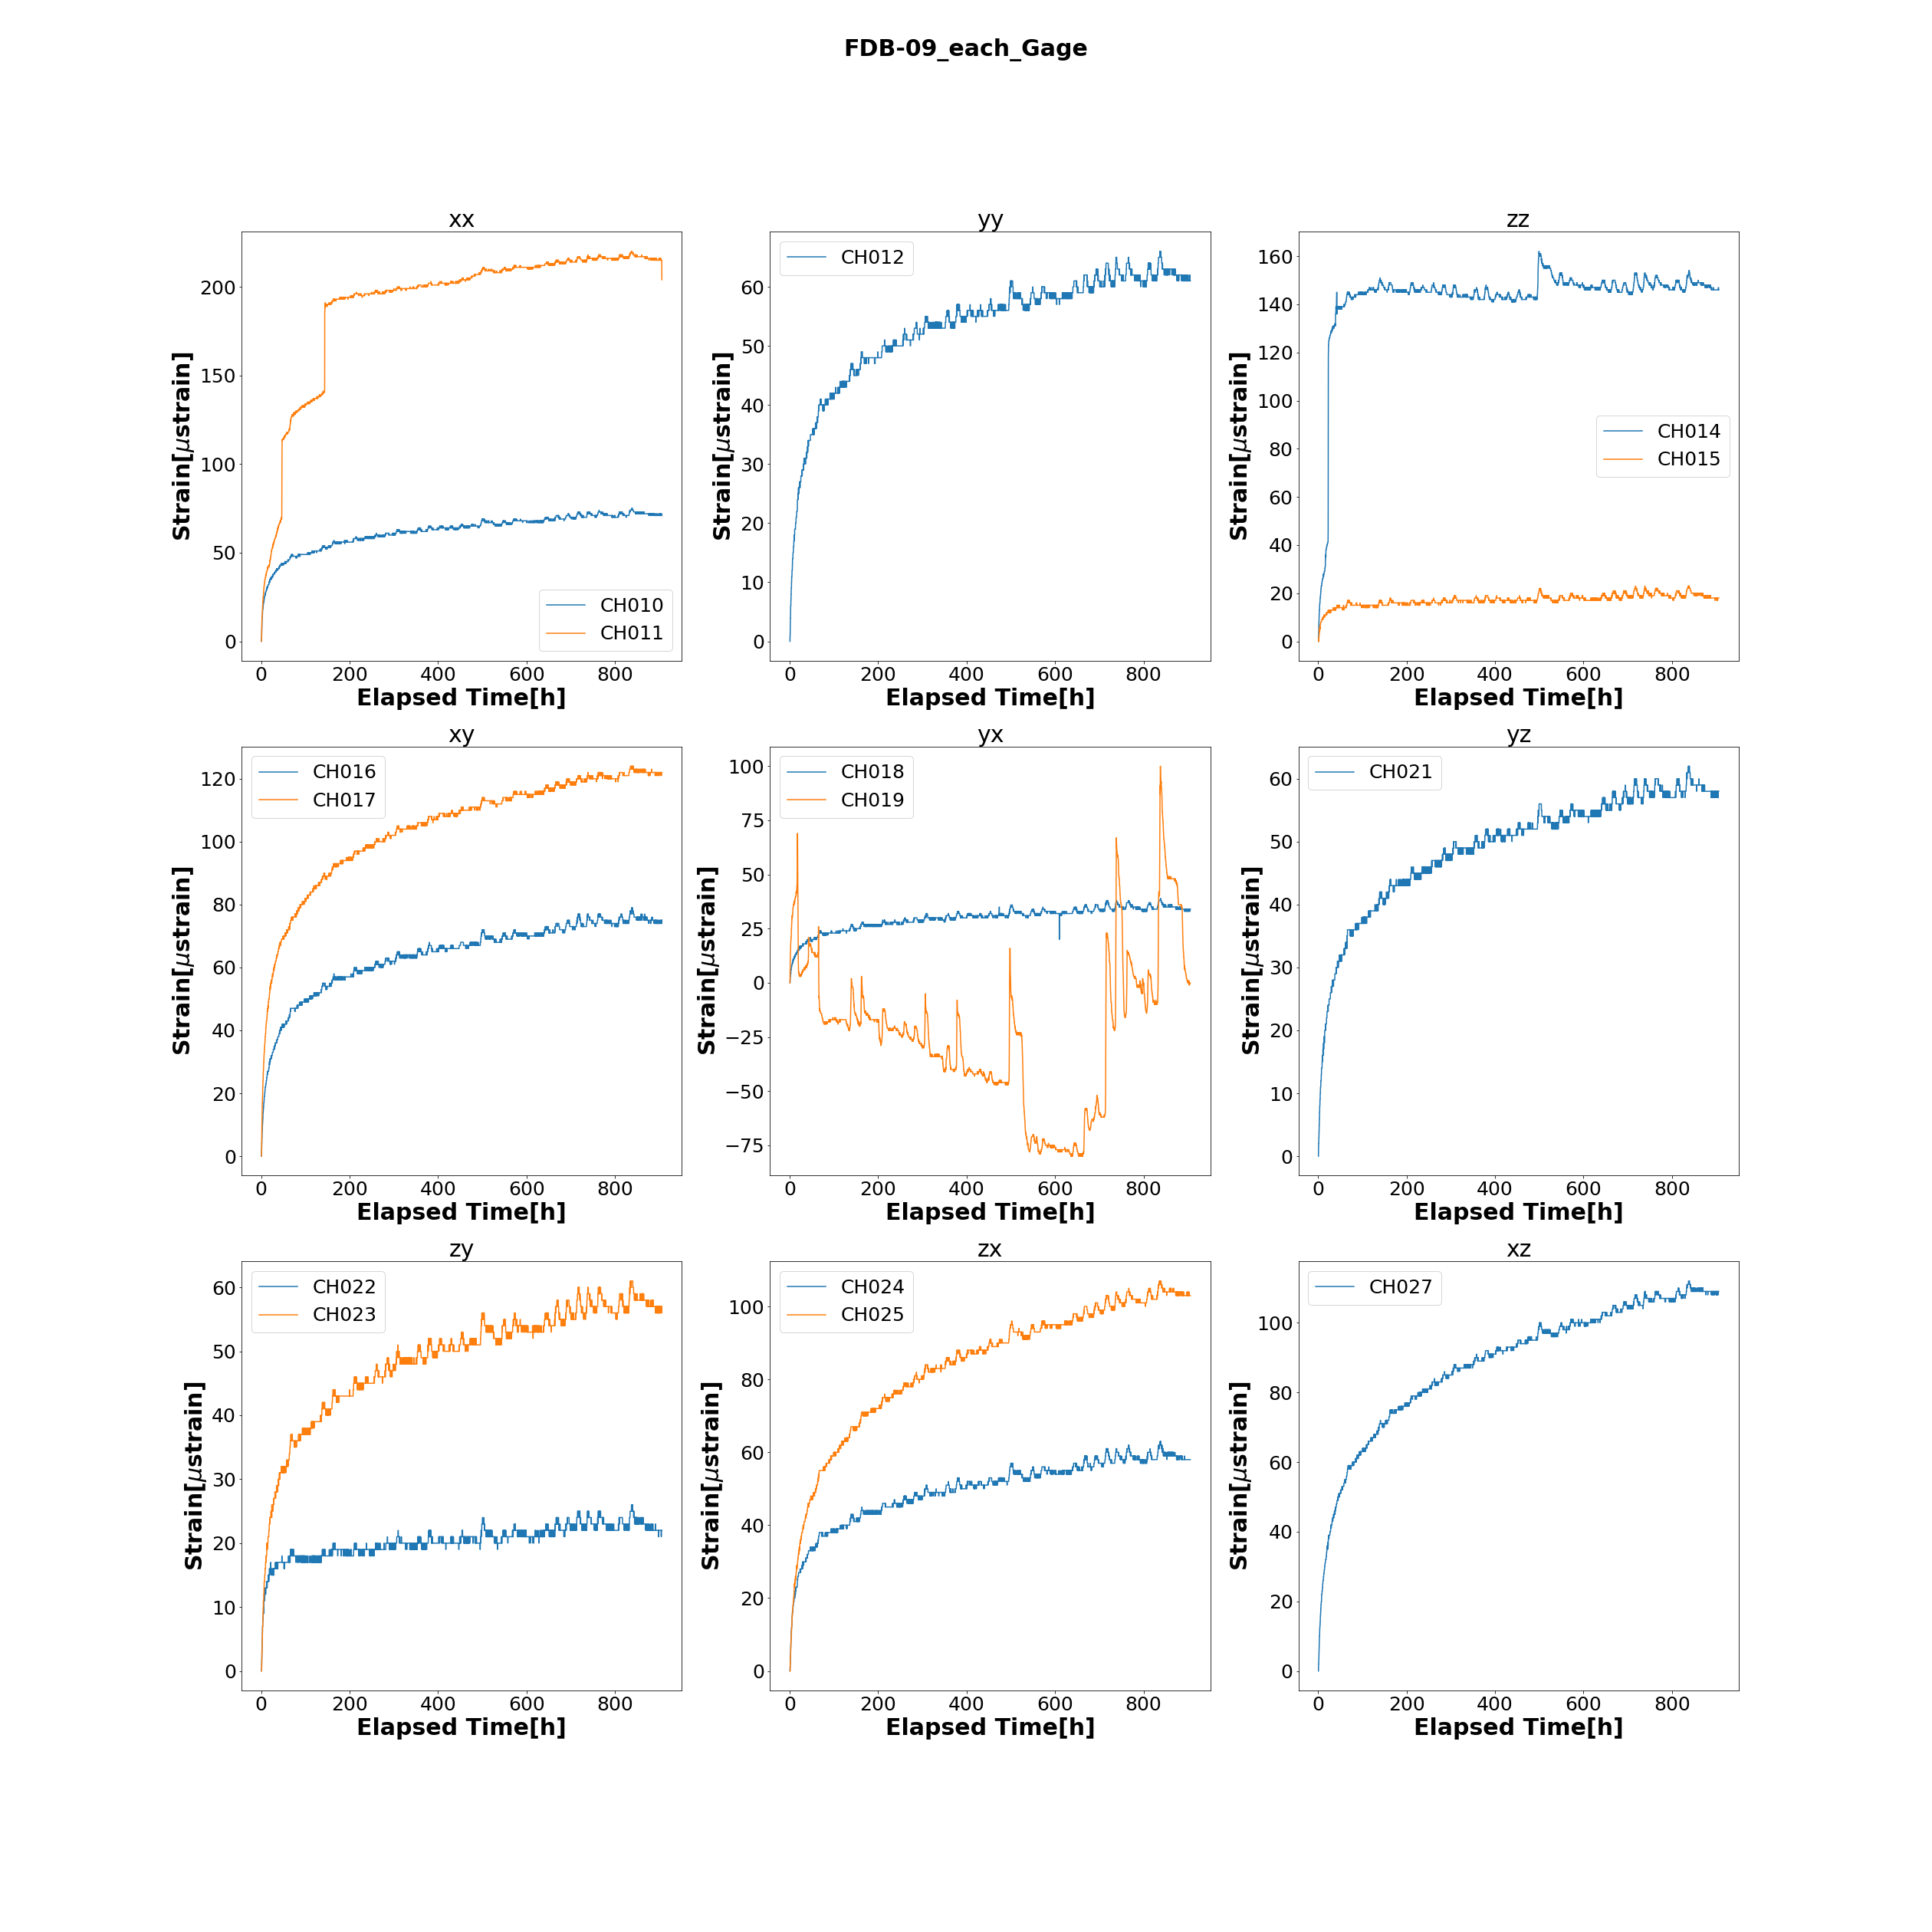 FDB-09_each_Gage
xx
yy
zz
Strain[μstrain]
200
150
100
50
0
CH010
CH011
0 200 400 600 800
Elapsed Time[h]
Strain[μstrain]
60
50
40
30
20
10
0
CH012
0 200 400 600 800
Elapsed Time[h]
Strain[μstrain]
160
140
120
100
80
60
40
20
0
CH014
CH015
0 200 400 600 800
Elapsed Time[h]
xy
yx
yz
Strain[μstrain]
120
100
80
60
40
20
0
CH016
CH017
0 200 400 600 800
Elapsed Time[h]
Strain[μstrain]
100
75
50
25
0
−25
−50
−75
CH018
CH019
0 200 400 600 800
Elapsed Time[h]
Strain[μstrain]
60
50
40
30
20
10
0
CH021
0 200 400 600 800
Elapsed Time[h]
zy
zx
xz
Strain[μstrain]
60
50
40
30
20
10
0
CH022
CH023
0 200 400 600 800
Elapsed Time[h]
Strain[μstrain]
100
80
60
40
20
0
CH024
CH025
0 200 400 600 800
Elapsed Time[h]
Strain[μstrain]
100
80
60
40
20
0
CH027
0 200 400 600 800
Elapsed Time[h]